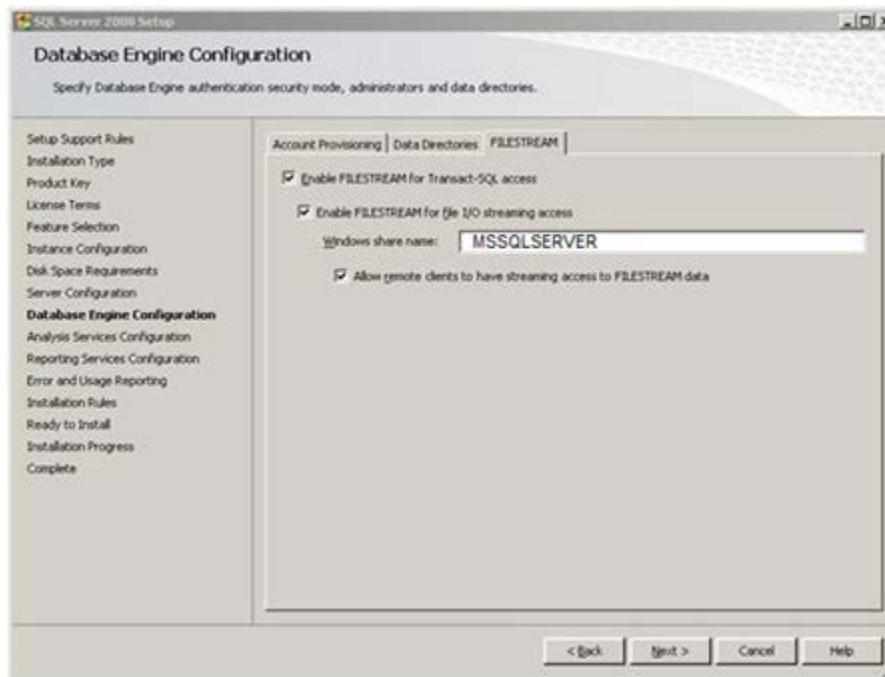 SQL Server 2008 Setup
Database Engine Configuration
Specify Database Engine authentication security mode, administrators and data directories.
Setup Support Rules
Installation Type
Product Key
License Terms
Feature Selection
Instance Configuration
Disk Space Requirements
Server Configuration
Database Engine Configuration
Analysis Services Configuration
Reporting Services Configuration
Error and Usage Reporting
Installation Rules
Ready to Install
Installation Progress
Complete
Account Provisioning
Data Directories
FILESTREAM
Enable FILESTREAM for Transact-SQL access
Enable FILESTREAM for file I/O streaming access
Windows share name:
MSSQLSERVER
Allow remote clients to have streaming access to FILESTREAM data
< Back
Next >
Cancel
Help